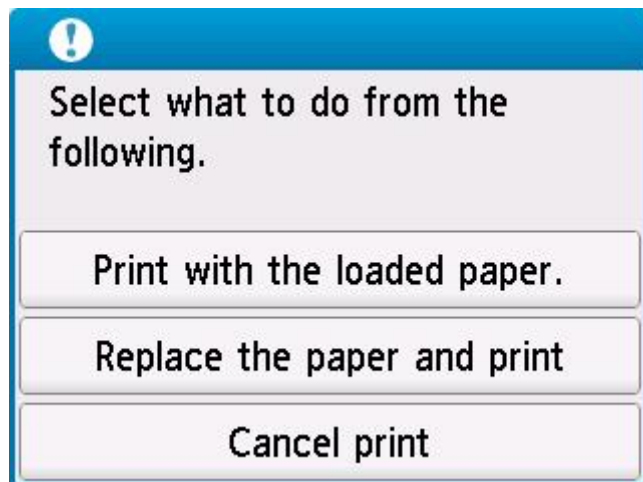 Select what to do from the
following.
Print with the loaded paper.
Replace the paper and print
Cancel print